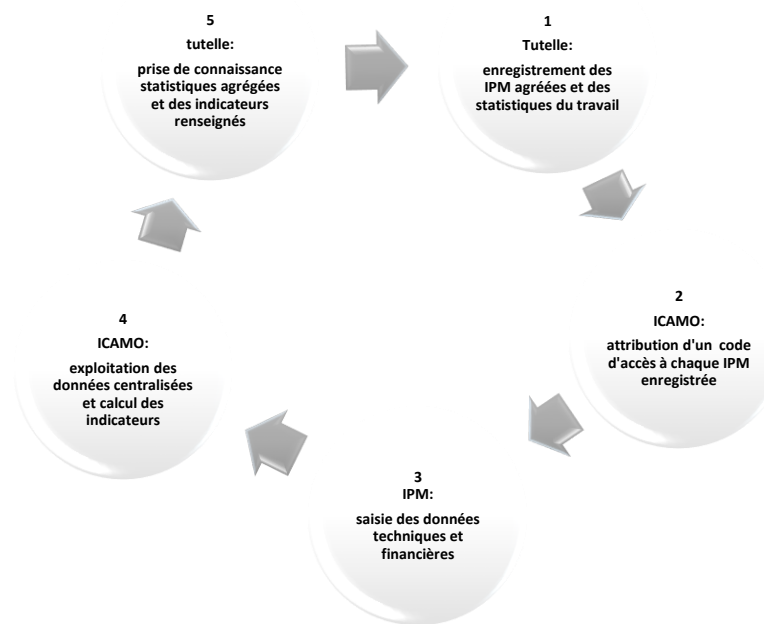 1
Tutelle:
enregistrement des
IPM agréées et des
statistiques du travail
2
ICAMO:
attribution d'un code
d'accès à chaque IPM
enregistrée
3
IPM:
saisie des données
techniques et
financières
4
ICAMO:
exploitation des
données centralisées
et calcul des
indicateurs
5
tutelle:
prise de connaissance
statistiques agrégées
et des indicateurs
renseignés